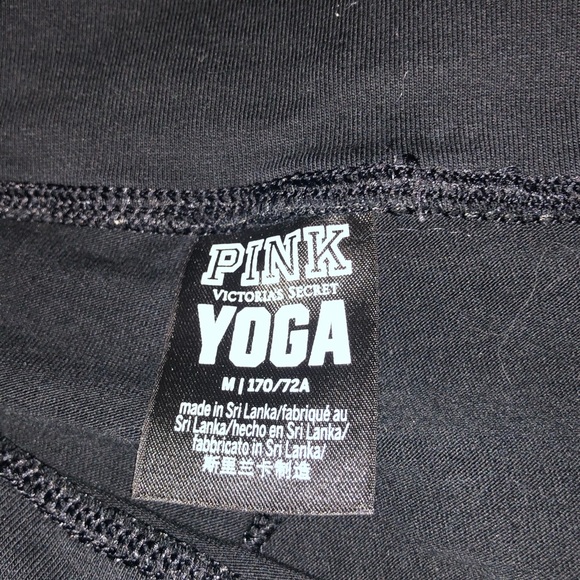 PINK
VICTORIA'S SECRET
YOGA
M | 170/72A
made in Sri Lanka/fabriqué au
Sri Lanka/hecho en Sri Lanka/
fabbricato in Sri Lanka/
斯里兰卡制造